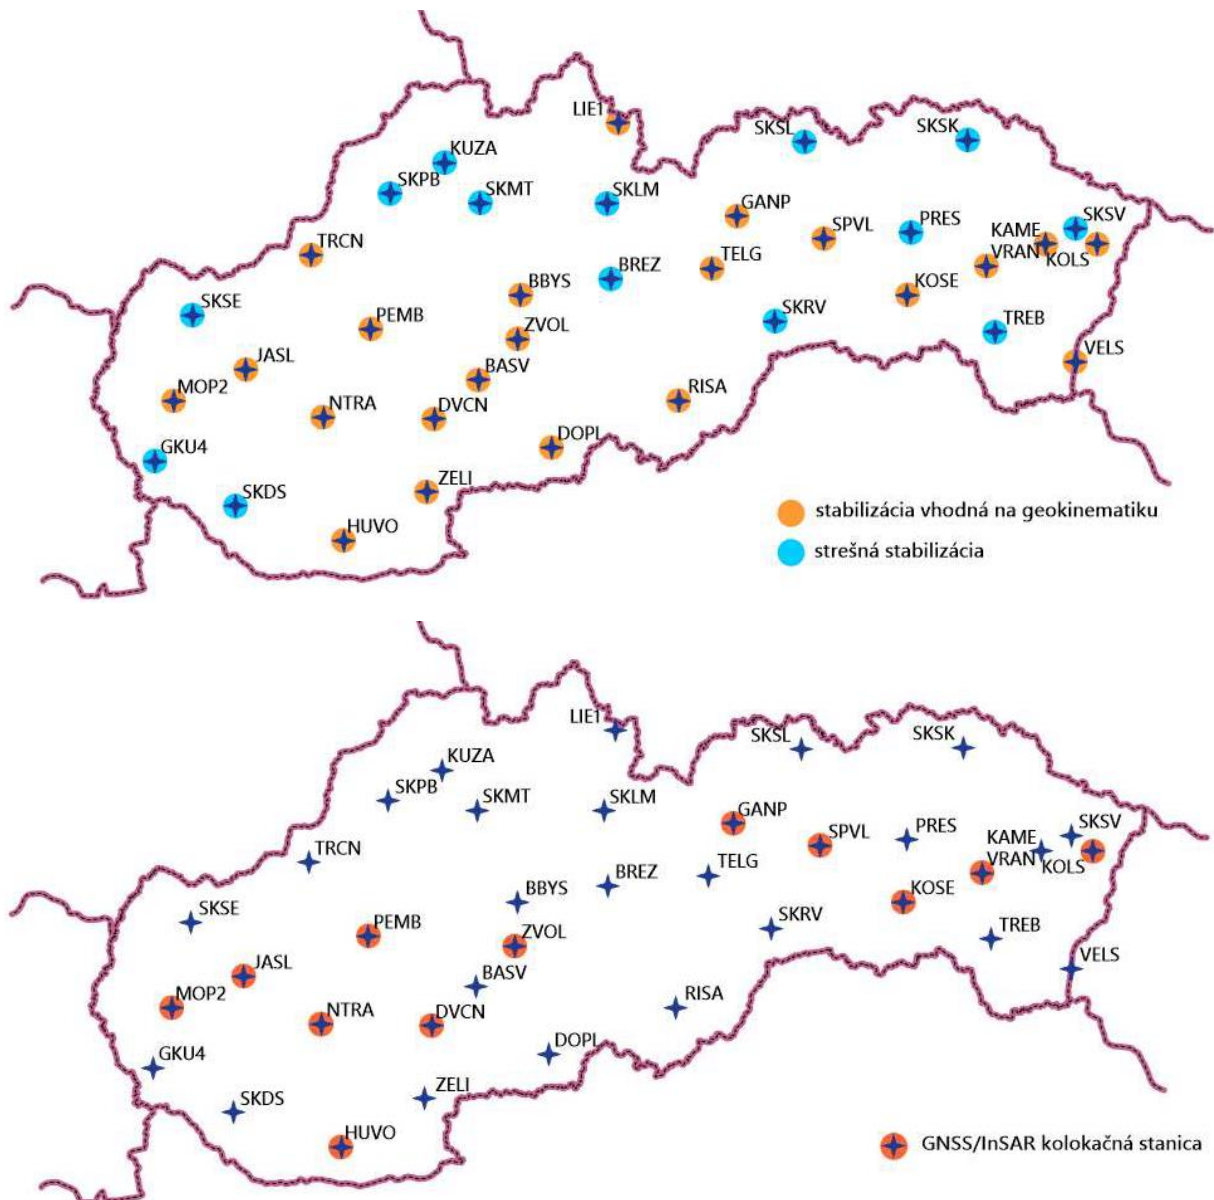 LIE1
SKSL
SKSK
KUZA
SKPB
SKMT
SKLM
GANP
SPVL
PRES
SKSV
KAME
VRAN
KOLS
TRCN
TELG
BBYS
BREZ
KOSE
SKSE
PEMB
ZVOL
SKRV
TREB
JASL
BASV
VELS
MOP2
NTRA
DVCN
RISA
GKU4
DOPL
SKDS
ZELI
HUVO
stabilizácia vhodná na geokinematiku
strešná stabilizácia
LIE1
SKSL
SKSK
KUZA
SKPB
SKMT
SKLM
GANP
SPVL
PRES
SKSV
KAME
VRAN
KOLS
TRCN
TELG
BBYS
BREZ
KOSE
SKSE
PEMB
ZVOL
SKRV
TREB
JASL
BASV
VELS
MOP2
NTRA
DVCN
RISA
GKU4
DOPL
SKDS
ZELI
HUVO
GNSS/InSAR kolokačná stanica